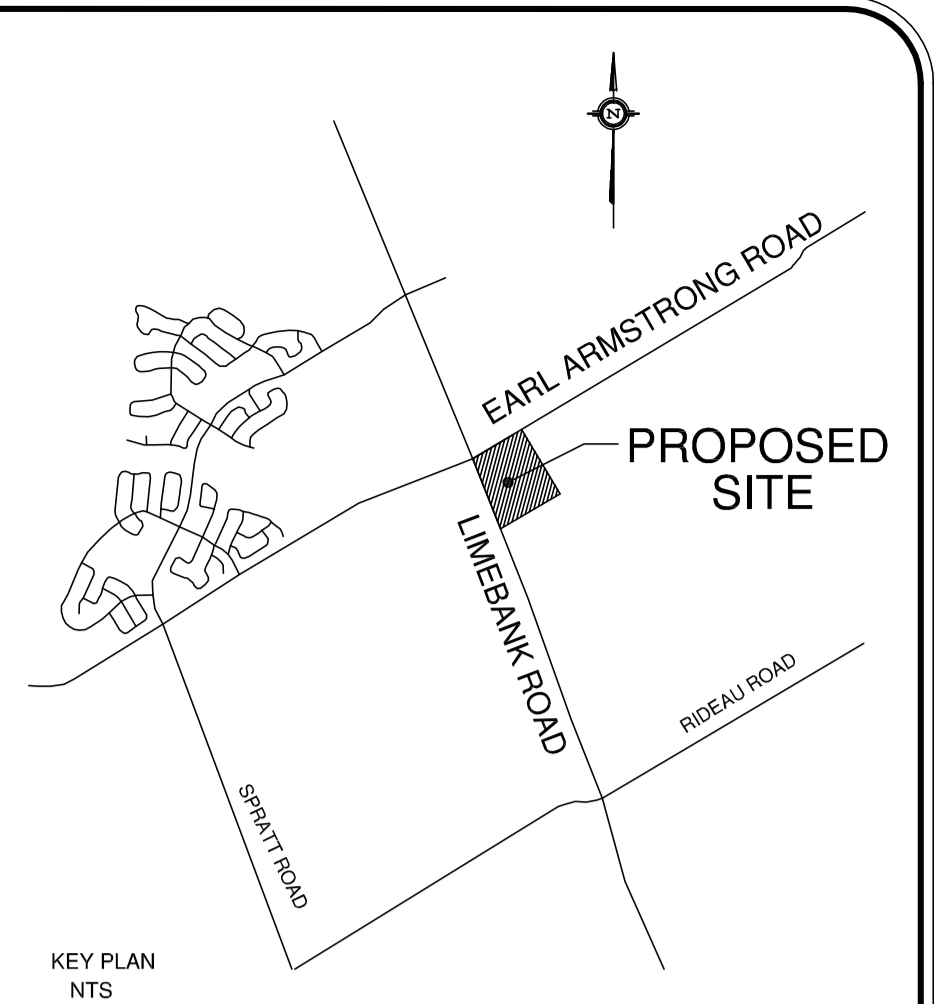 N
EARL ARMSTRONG ROAD
PROPOSED
SITE
LIMEBANK ROAD
RIDEAU ROAD
SPRATT ROAD
KEY PLAN
NTS